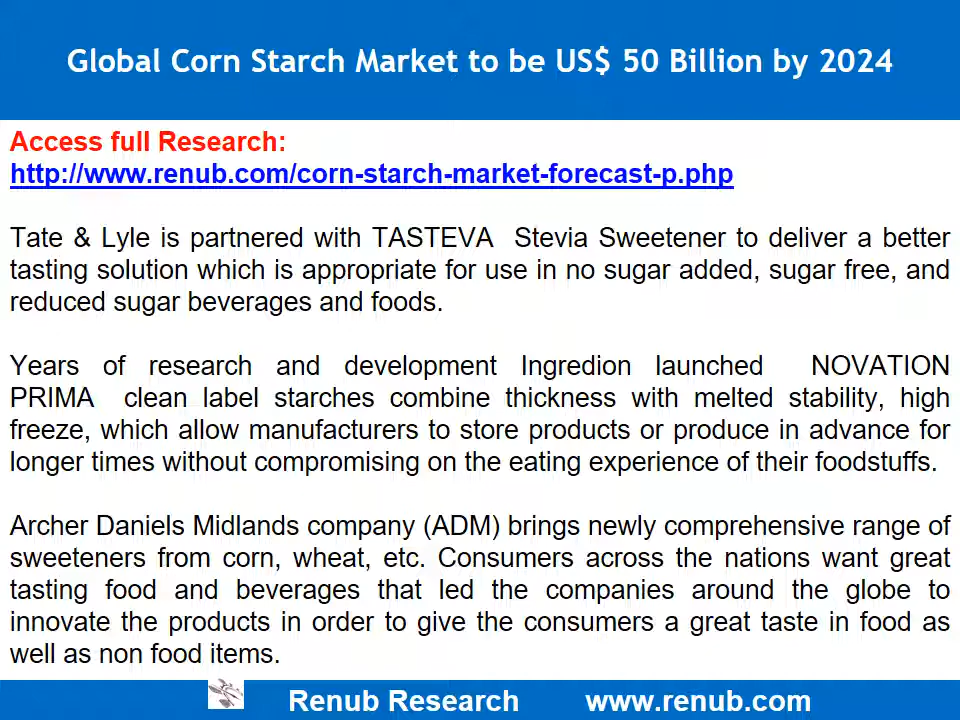 Global Corn Starch Market to be US$ 50 Billion by 2024
Access full Research:
http://www.renub.com/corn-starch-market-forecast-p.php
Tate & Lyle is partnered with TASTEVA Stevia Sweetener to deliver a better
tasting solution which is appropriate for use in no sugar added, sugar free, and
reduced sugar beverages and foods.
Years of research and development Ingredion launched NOVATION
PRIMA clean label starches combine thickness with melted stability, high
freeze, which allow manufacturers to store products or produce in advance for
longer times without compromising on the eating experience of their foodstuffs.
Archer Daniels Midlands company (ADM) brings newly comprehensive range of
sweeteners from corn, wheat, etc. Consumers across the nations want great
tasting food and beverages that led the companies around the globe to
innovate the products in order to give the consumers a great taste in food as
well as non food items.
Renub Research www.renub.com